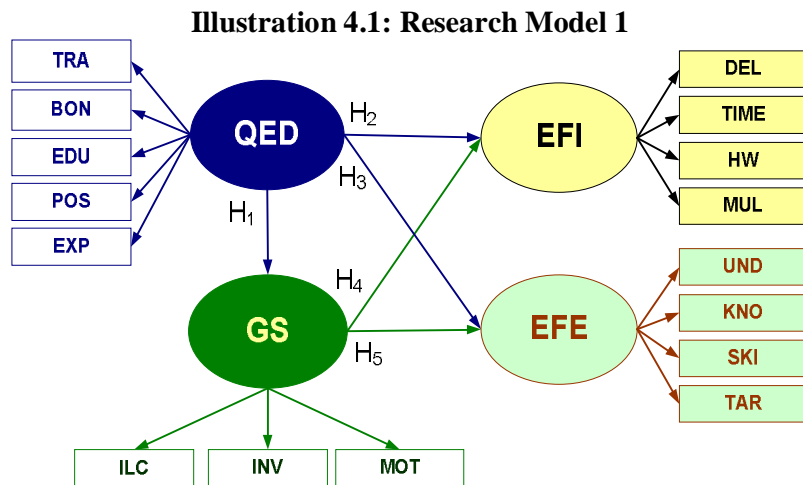 Illustration 4.1: Research Model 1
TRA
BON
EDU
POS
EXP
QED
H₂
H₃
H₁
EFI
DEL
TIME
HW
MUL
GS
H₄
H₅
EFE
UND
KNO
SKI
TAR
ILC
INV
MOT